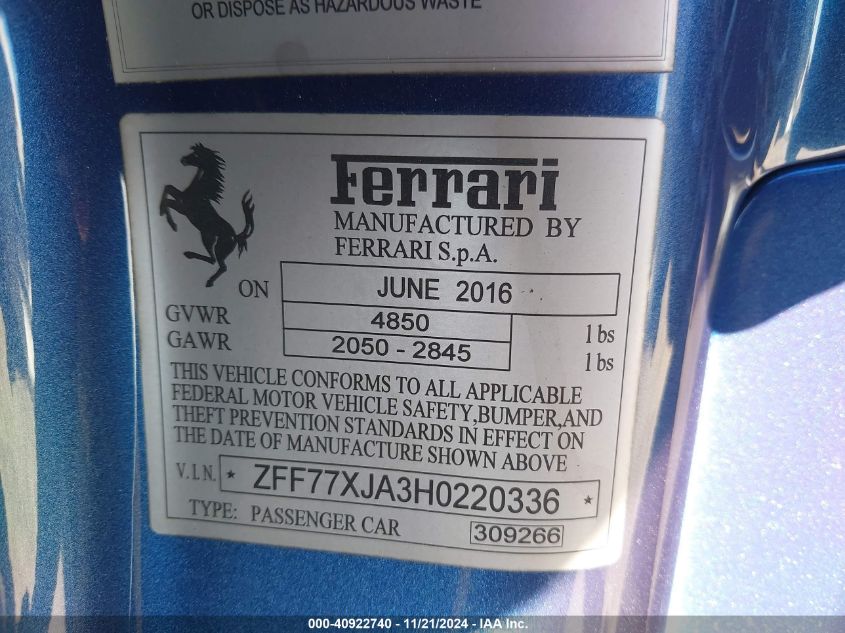 OR DISPOSE AS HAZARDOUS WASTE
Ferrari
MANUFACTURED BY
FERRARI S.p.A.
ON JUNE 2016
GVWR 4850 lbs
GAWR 2050 - 2845 lbs
THIS VEHICLE CONFORMS TO ALL APPLICABLE
FEDERAL MOTOR VEHICLE SAFETY,BUMPER,AND
THEFT PREVENTION STANDARDS IN EFFECT ON
THE DATE OF MANUFACTURE SHOWN ABOVE
V.I.N. * ZFF77XJA3H0220336 *
TYPE: PASSENGER CAR 309266
000-40922740 - 11/21/2024 - IAA Inc.